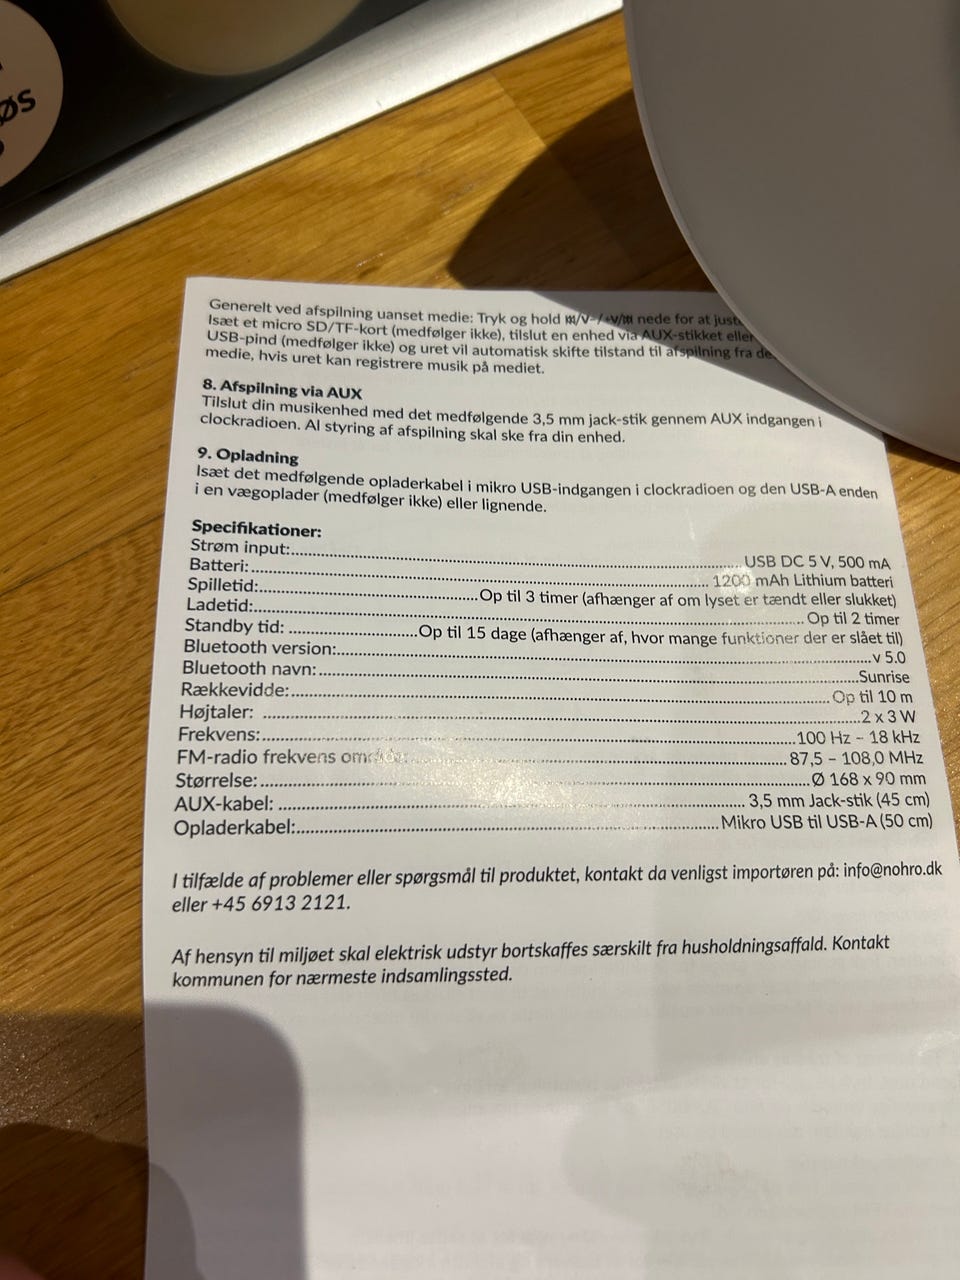 øs
Generelt ved afspilning uanset medie: Tryk og hold ⏮/V-/+V/⏭ nede for at
Isæt et micro SD/TF-kort (medfølger ikke), tilslut en enhed via AUX-stikket eller
USB-pind (medfølger ikke) og uret vil automatisk skifte tilstand til afspilning fra
medie, hvis uret kan registrere musik på mediet.
8. Afspilning via AUX
Tilslut din musikenhed med det medfølgende 3,5 mm jack-stik gennem AUX indgangen i
clockradioen. Al styring af afspilning skal ske fra din enhed.
9. Opladning
Isæt det medfølgende opladerkabel i mikro USB-indgangen i clockradioen og den USB-A enden
i en vægoplader (medfølger ikke) eller lignende.
Specifikationer:
Strøm input:.......... USB DC 5 V, 500 mA
Batteri:.......... 1200 mAh Lithium batteri
Spilletid:..........Op til 3 timer (afhænger af om lyset er tændt eller slukket)
Ladetid:.......... Op til 2 timer
Standby tid: ..........Op til 15 dage (afhænger af, hvor mange funktioner der er slået til)
Bluetooth version:..........v 5.0
Bluetooth navn:..........Sunrise
Rækkevidde:.......... Op til 10 m
Højtaler: ..........2 x 3 W
Frekvens:..........100 Hz – 18 kHz
FM-radio frekvens område:.......... 87,5 – 108,0 MHz
Størrelse:..........Ø 168 x 90 mm
AUX-kabel: .......... 3,5 mm Jack-stik (45 cm)
Opladerkabel:.......... Mikro USB til USB-A (50 cm)
I tilfælde af problemer eller spørgsmål til produktet, kontakt da venligst importøren på: info@nohro.dk
eller +45 6913 2121.
Af hensyn til miljøet skal elektrisk udstyr bortskaffes særskilt fra husholdningsaffald. Kontakt
kommunen for nærmeste indsamlingssted.